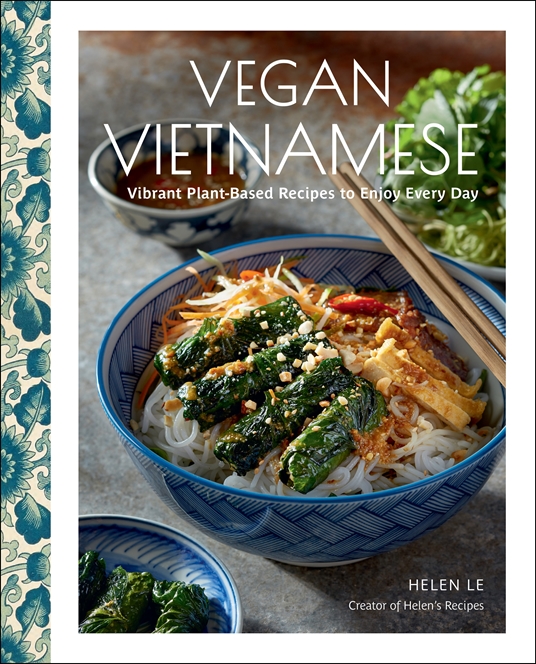 VEGAN
VIETNAMESE
Vibrant Plant-Based Recipes to Enjoy Every Day
HELEN LE
Creator of Helen's Recipes